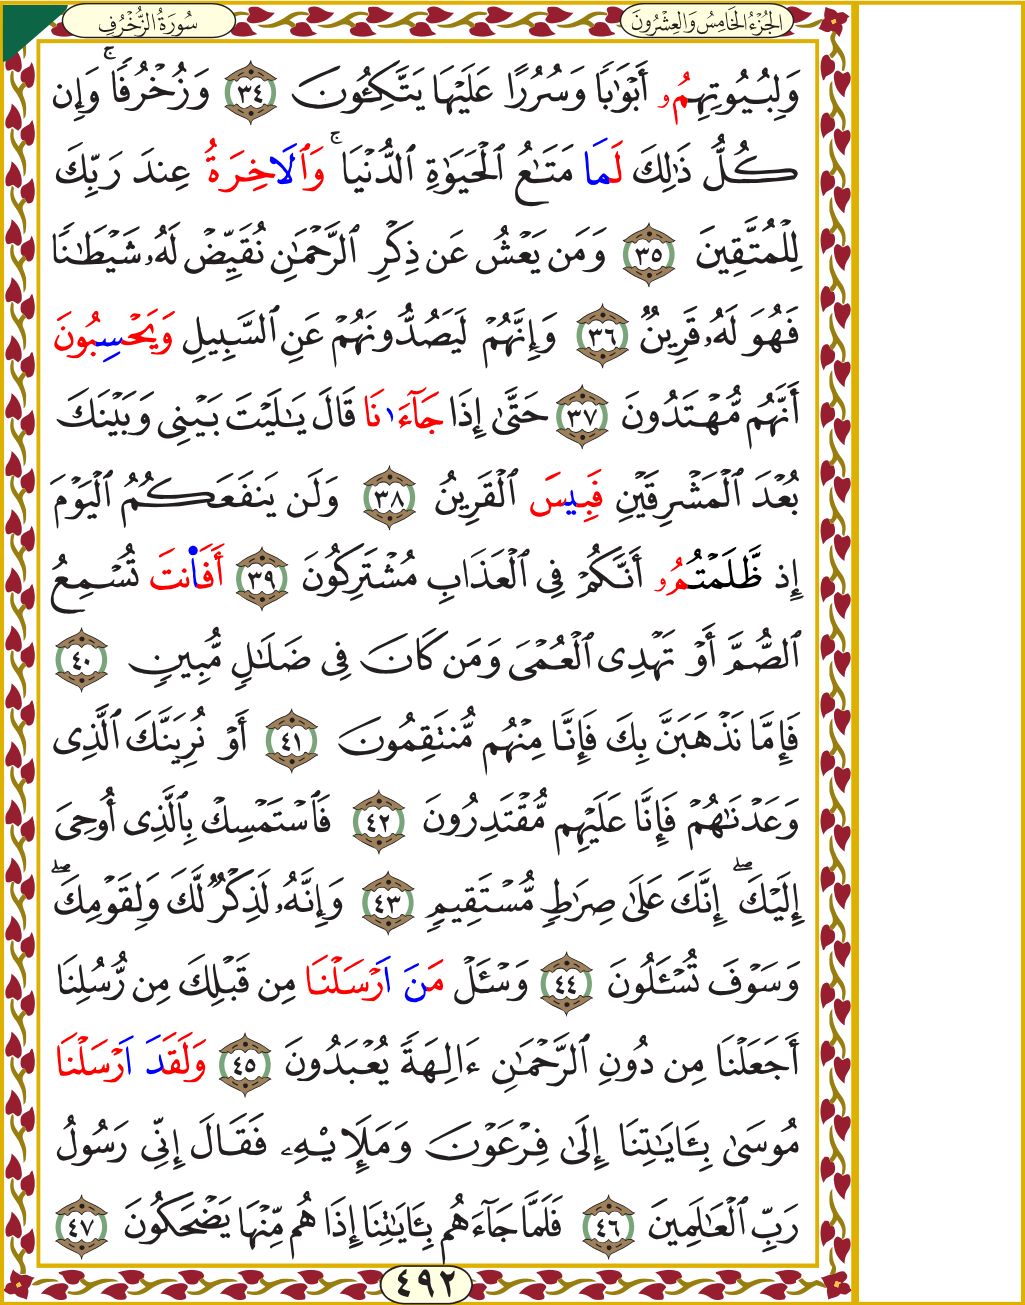 سُورَةُ الزُّخْرُفِ
الجُزْءُ الخَامِسُ وَالعِشْرُونَ
وَلِبُيُوتِهِمُۥ أَبْوَٰبٗا وَسُرُرًا عَلَيْهَا يَتَّكِـُٔونَ ٣٤ وَزُخْرُفٗاۚ وَإِن
كُلُّ ذَٰلِكَ لَمَا مَتَٰعُ ٱلْحَيَوٰةِ ٱلدُّنْيَاۚ وَٱلَاخِرَةُ عِندَ رَبِّكَ
لِلْمُتَّقِينَ ٣٥ وَمَن يَعْشُ عَن ذِكْرِ ٱلرَّحْمَٰنِ نُقَيِّضْ لَهُۥ شَيْطَٰنٗا
فَهُوَ لَهُۥ قَرِينٞ ٣٦ وَإِنَّهُمْ لَيَصُدُّونَهُمْ عَنِ ٱلسَّبِيلِ وَيَحْسِبُونَ
أَنَّهُم مُّهْتَدُونَ ٣٧ حَتَّىٰ إِذَا جَآءَٰنَا قَالَ يَٰلَيْتَ بَيْنِى وَبَيْنَكَ
بُعْدَ ٱلْمَشْرِقَيْنِ فَبِيسَ ٱلْقَرِينُ ٣٨ وَلَن يَنفَعَكُمُ ٱلْيَوْمَ
إِذ ظَّلَمْتُمُۥ أَنَّكُمْ فِى ٱلْعَذَابِ مُشْتَرِكُونَ ٣٩ أَفَاَنتَ تُسْمِعُ
ٱلصُّمَّ أَوْ تَهْدِى ٱلْعُمْىَ وَمَن كَانَ فِى ضَلَٰلٖ مُّبِينٖ ٤٠
فَإِمَّا نَذْهَبَنَّ بِكَ فَإِنَّا مِنْهُم مُّنتَقِمُونَ ٤١ أَوْ نُرِيَنَّكَ ٱلَّذِى
وَعَدْنَٰهُمْ فَإِنَّا عَلَيْهِم مُّقْتَدِرُونَ ٤٢ فَٱسْتَمْسِكْ بِٱلَّذِى أُوحِىَ
إِلَيْكَۖ إِنَّكَ عَلَىٰ صِرَٰطٖ مُّسْتَقِيمٖ ٤٣ وَإِنَّهُۥ لَذِكْرٞ لَّكَ وَلِقَوْمِكَۖ
وَسَوْفَ تُسْـَٔلُونَ ٤٤ وَسْـَٔلْ مَنَ اَرْسَلْنَا مِن قَبْلِكَ مِن رُّسُلِنَا
أَجَعَلْنَا مِن دُونِ ٱلرَّحْمَٰنِ ءَالِهَةٗ يُعْبَدُونَ ٤٥ وَلَقَدَ اَرْسَلْنَا
مُوسَىٰ بِـَٔايَٰتِنَا إِلَىٰ فِرْعَوْنَ وَمَلَإِيْهِۦ فَقَالَ إِنِّى رَسُولُ
رَبِّ ٱلْعَٰلَمِينَ ٤٦ فَلَمَّا جَآءَهُم بِـَٔايَٰتِنَا إِذَا هُم مِّنْهَا يَضْحَكُونَ ٤٧
٤٩٢